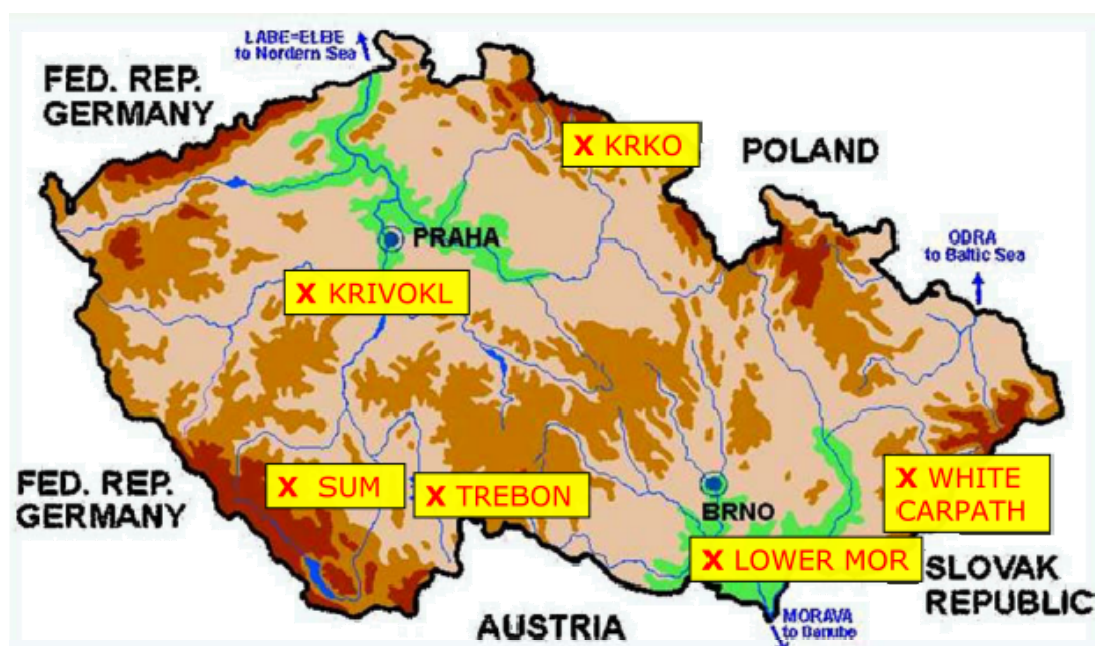 LABE=ELBE
to Nordern Sea
FED. REP.
GERMANY
X KRKO
POLAND
PRAHA
ODRA
to Baltic Sea
X KRIVOKL
FED. REP.
GERMANY
X SUM
X TREBON
BRNO
X WHITE
CARPATH
X LOWER MOR
SLOVAK
REPUBLIC
AUSTRIA
MORAVA
to Danube